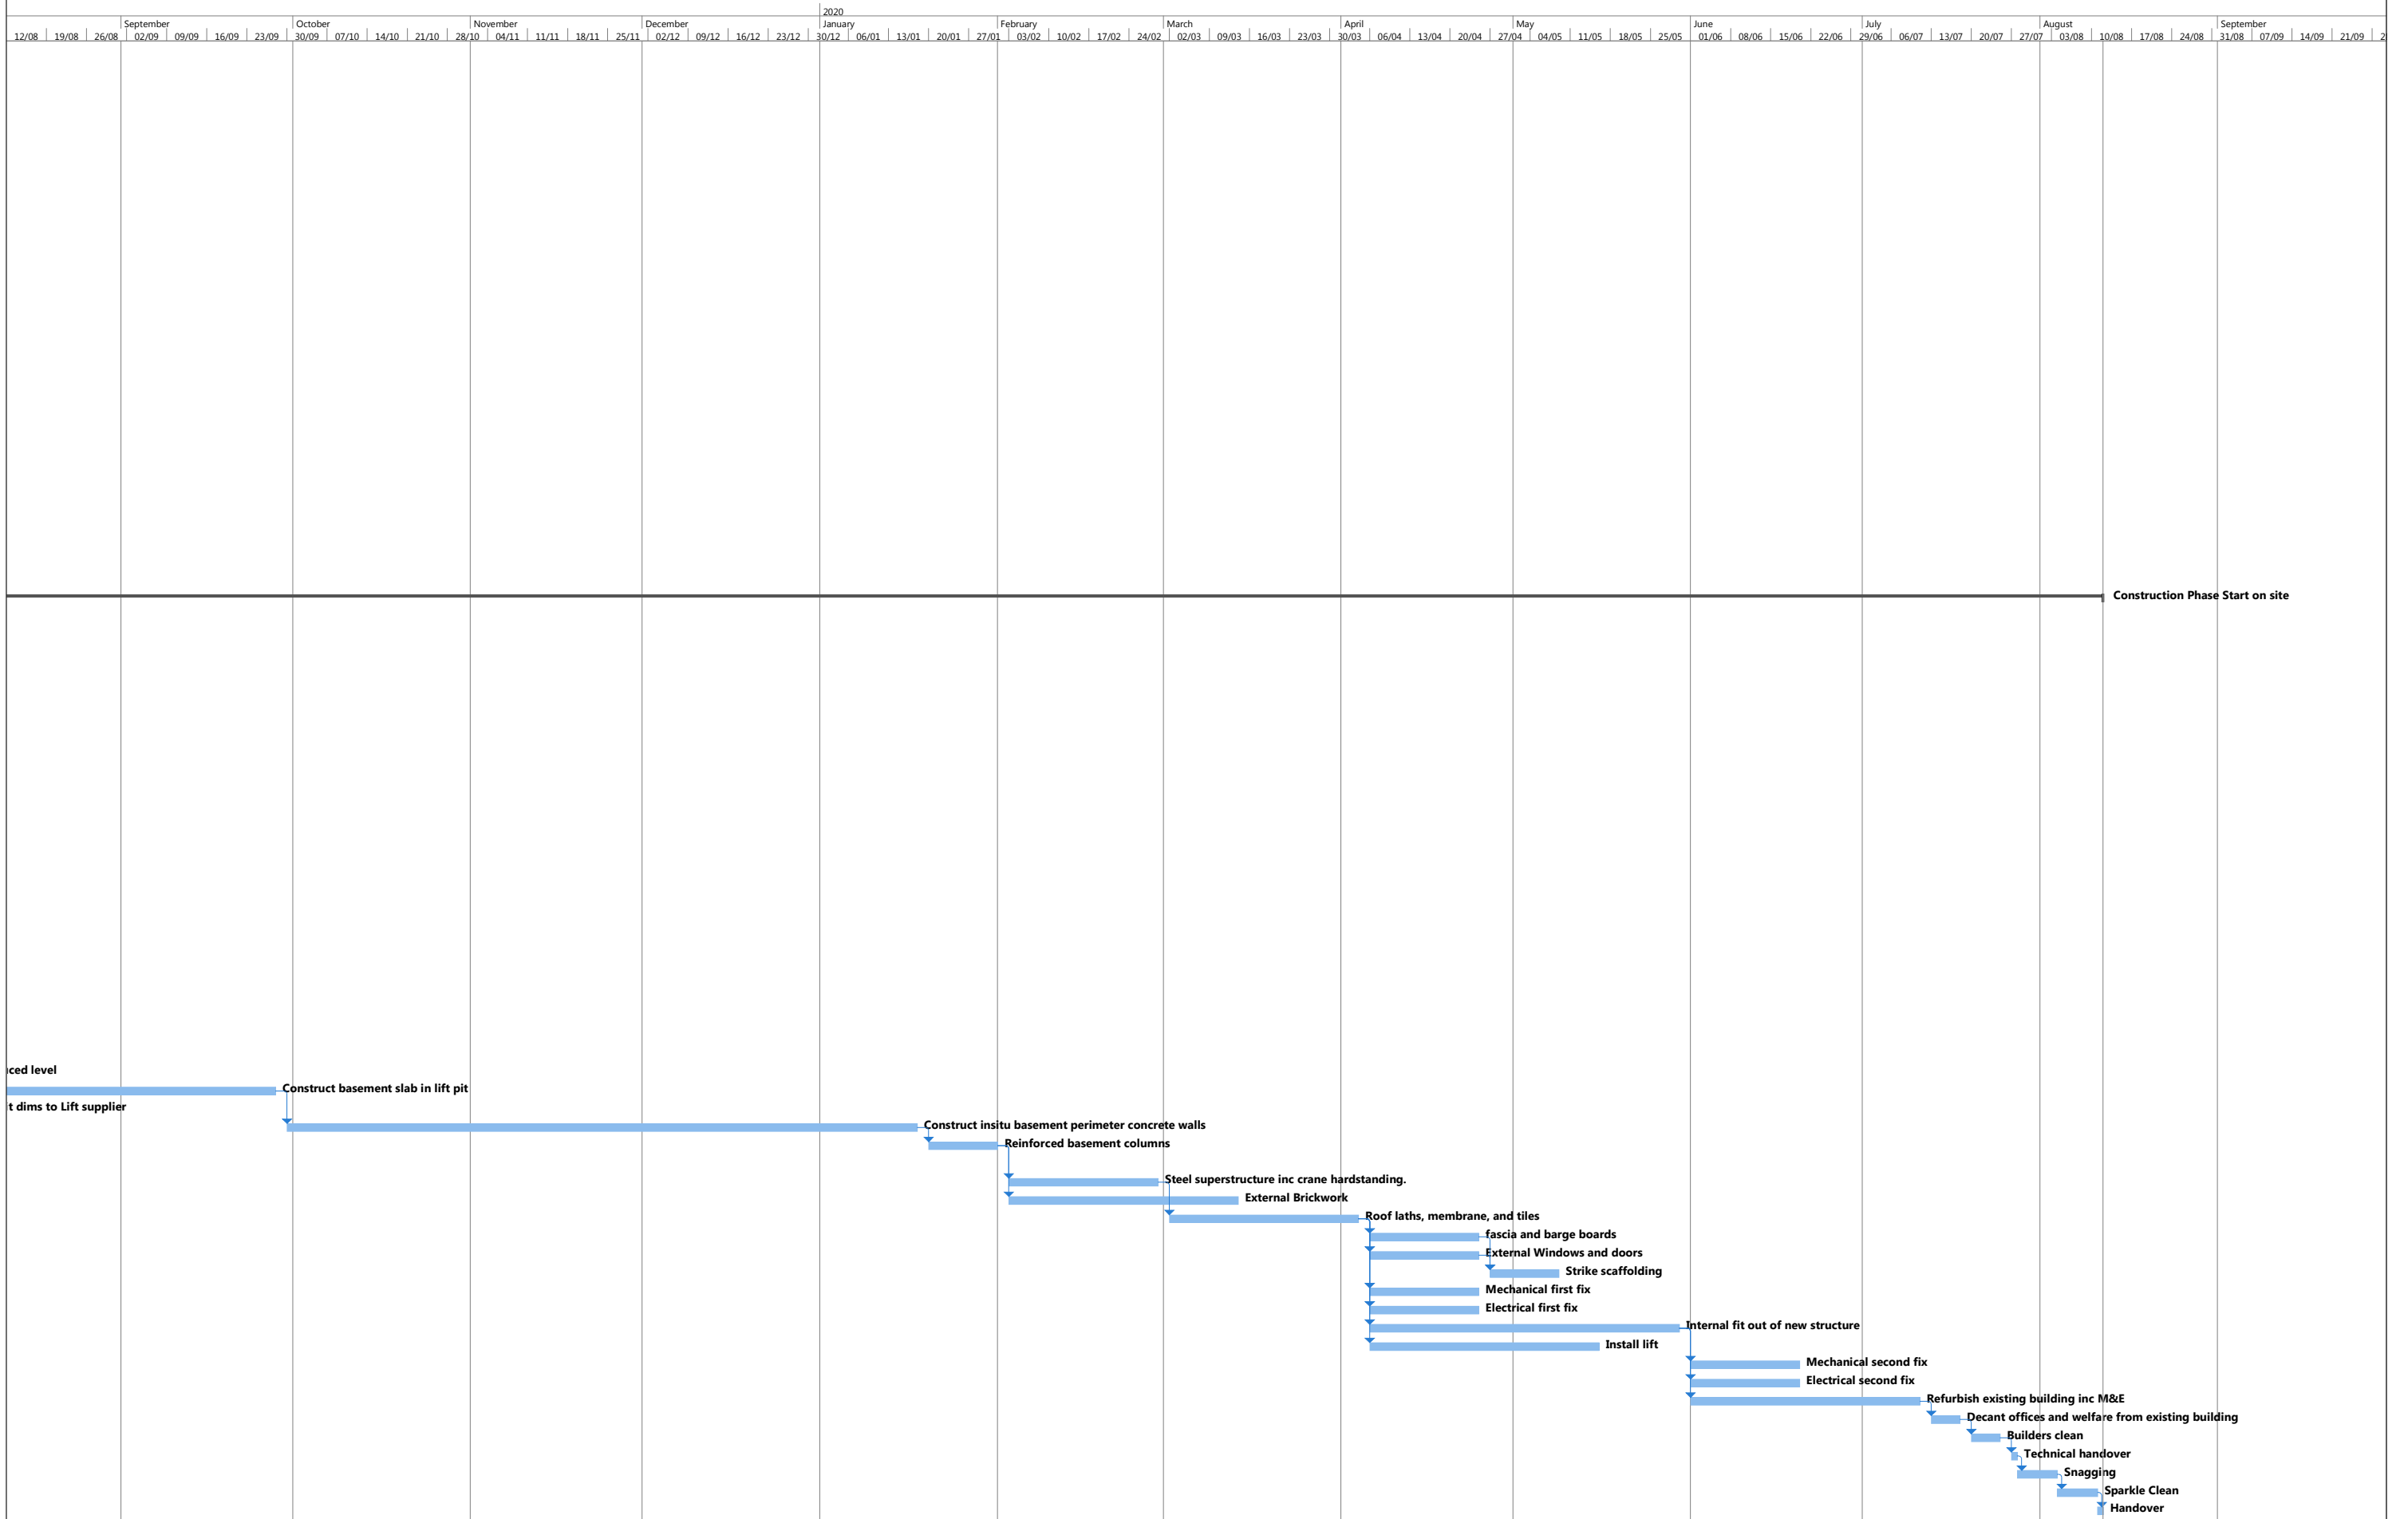 2020
September October November December January February March April May June July August September
12/08 19/08 26/08 02/09 09/09 16/09 23/09 30/09 07/10 14/10 21/10 28/10 04/11 11/11 18/11 25/11 02/12 09/12 16/12 23/12 30/12 06/01 13/01 20/01 27/01 03/02 10/02 17/02 24/02 02/03 09/03 16/03 23/03 30/03 06/04 13/04 20/04 27/04 04/05 11/05 18/05 25/05 01/06 08/06 15/06 22/06 29/06 06/07 13/07 20/07 27/07 03/08 10/08 17/08 24/08 31/08 07/09 14/09 21/09 2
Construction Phase Start on site
ced level
Construct basement slab in lift pit
t dims to Lift supplier
Construct insitu basement perimeter concrete walls
Reinforced basement columns
Steel superstructure inc crane hardstanding.
External Brickwork
Roof laths, membrane, and tiles
fascia and barge boards
External Windows and doors
Strike scaffolding
Mechanical first fix
Electrical first fix
Internal fit out of new structure
Install lift
Mechanical second fix
Electrical second fix
Refurbish existing building inc M&E
Decant offices and welfare from existing building
Builders clean
Technical handover
Snagging
Sparkle Clean
Handover